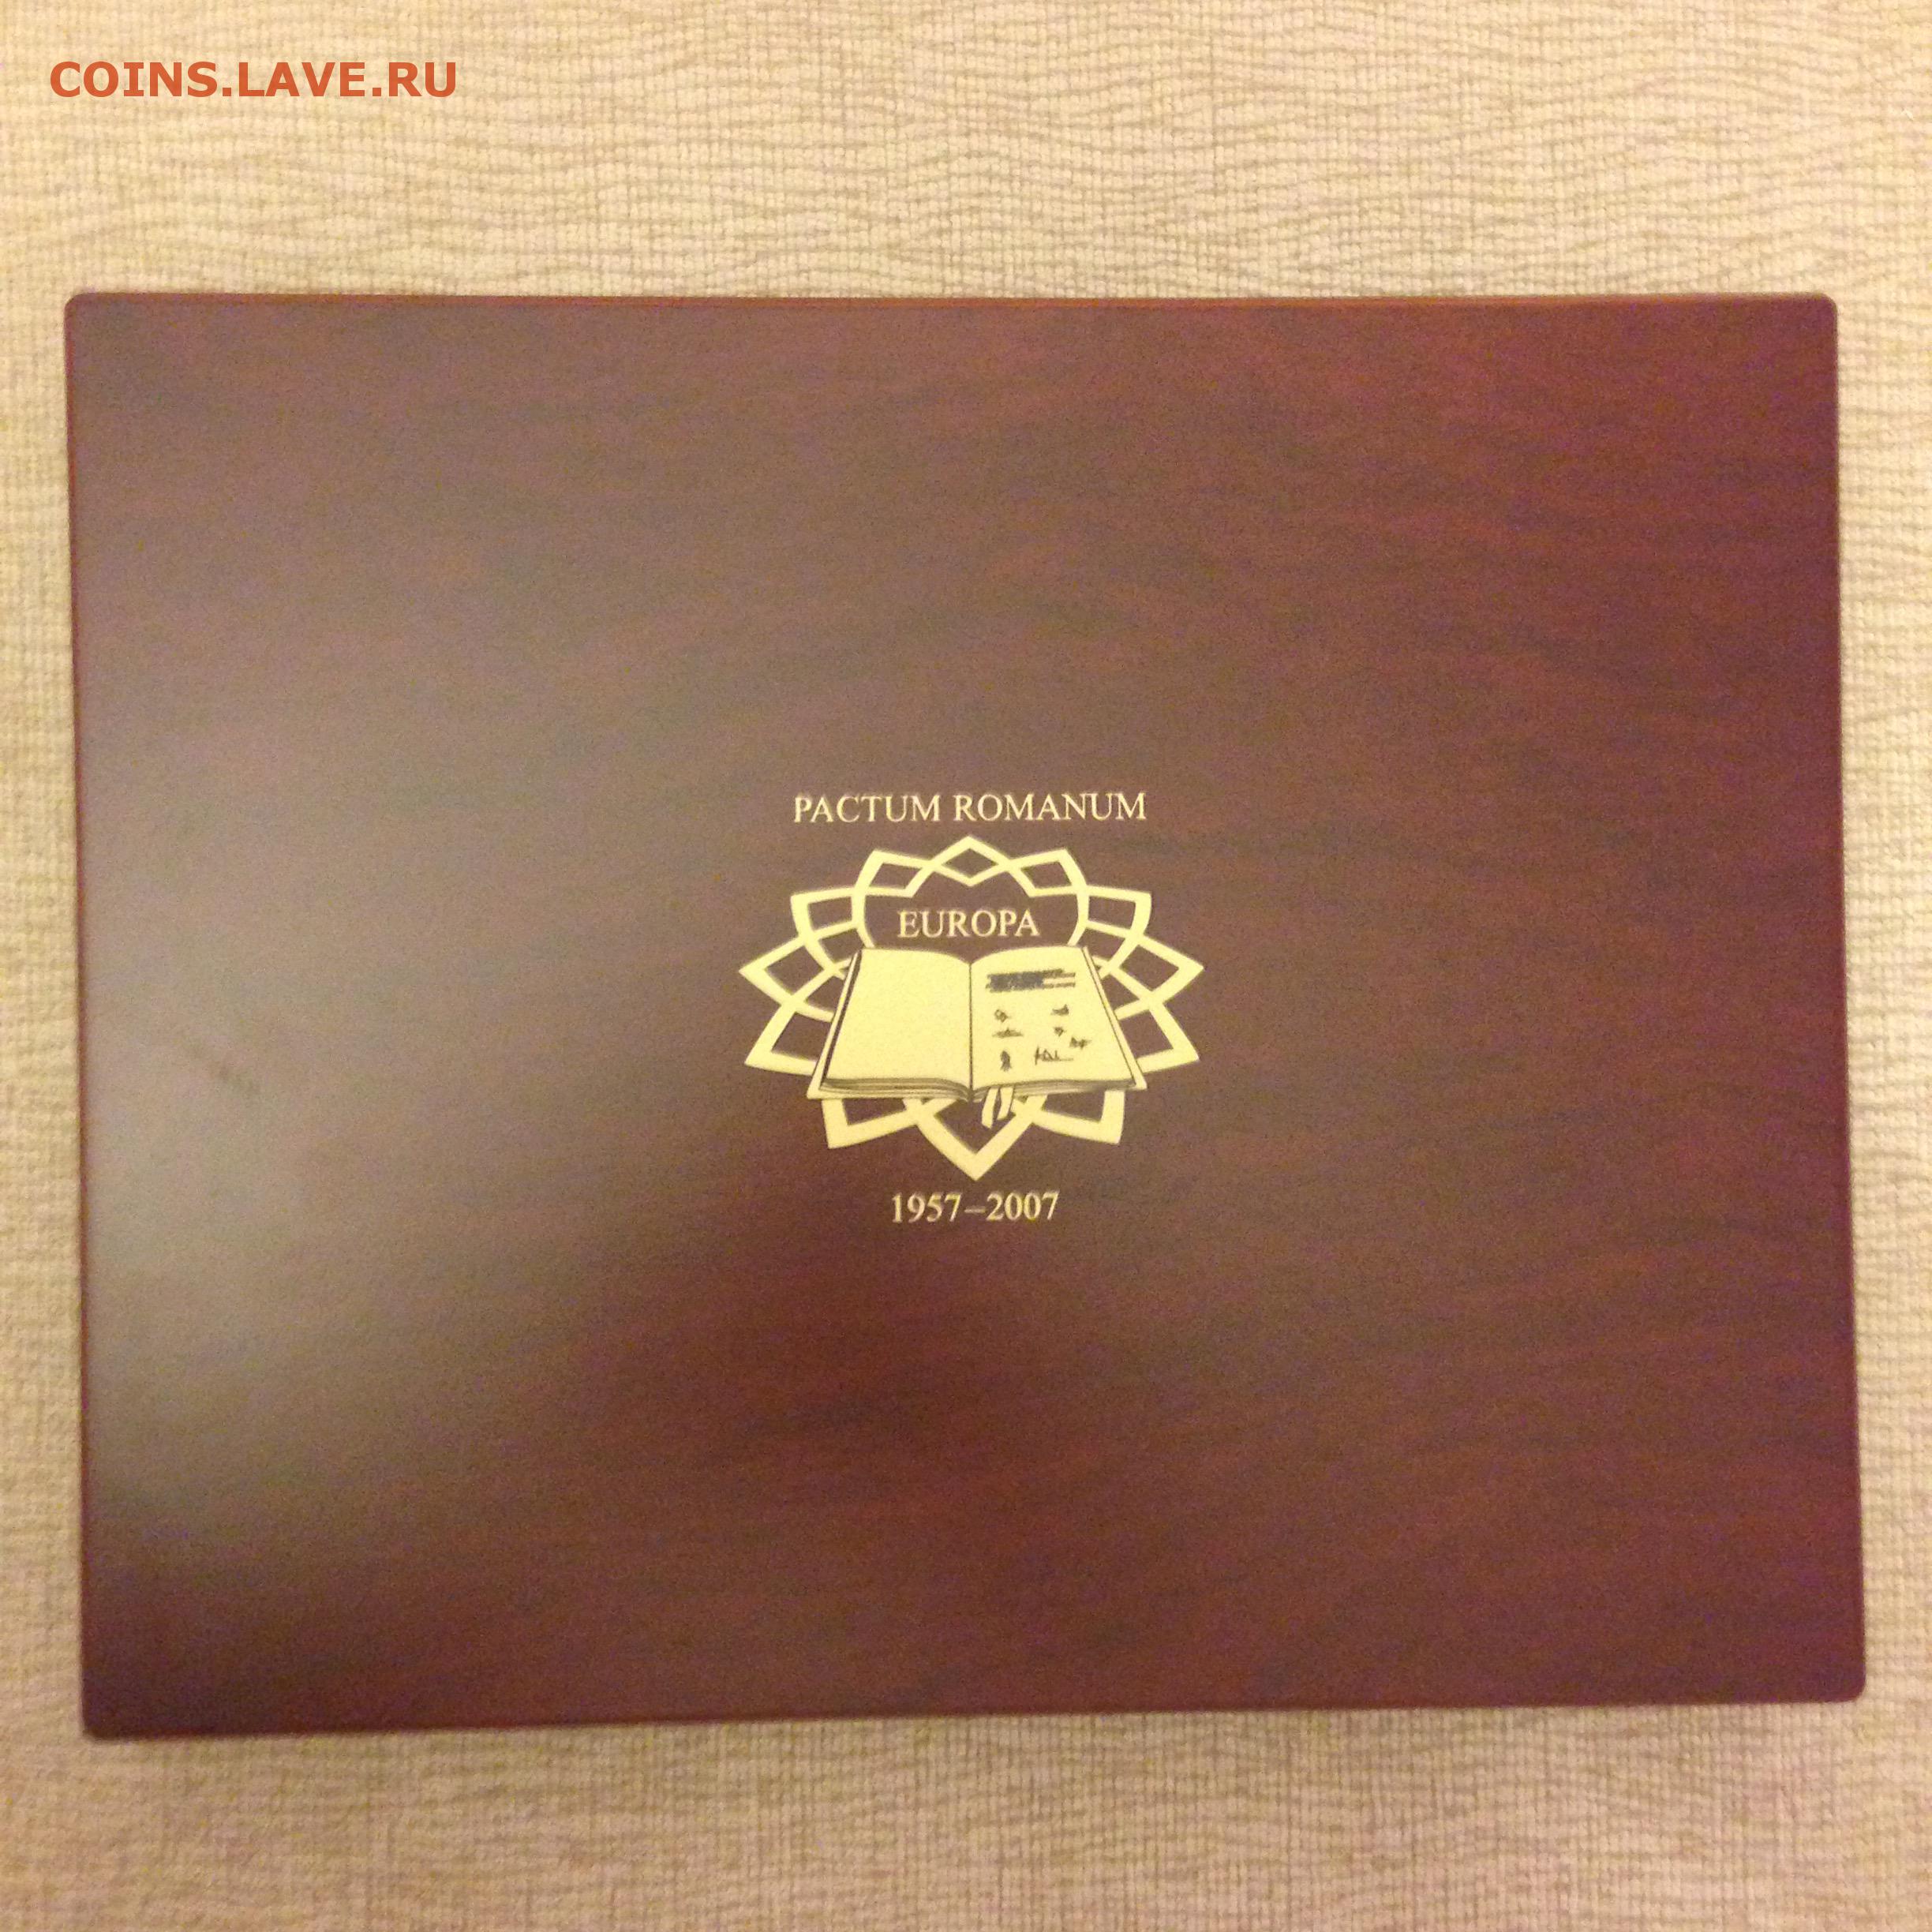 COINS.LAVE.RU
PACTUM ROMANUM
EUROPA
1957–2007